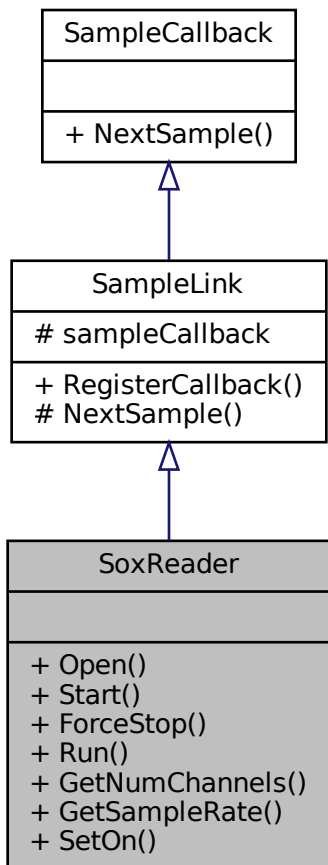 SampleCallback
+ NextSample()
SampleLink
# sampleCallback
+ RegisterCallback()
# NextSample()
SoxReader
+ Open()
+ Start()
+ ForceStop()
+ Run()
+ GetNumChannels()
+ GetSampleRate()
+ SetOn()